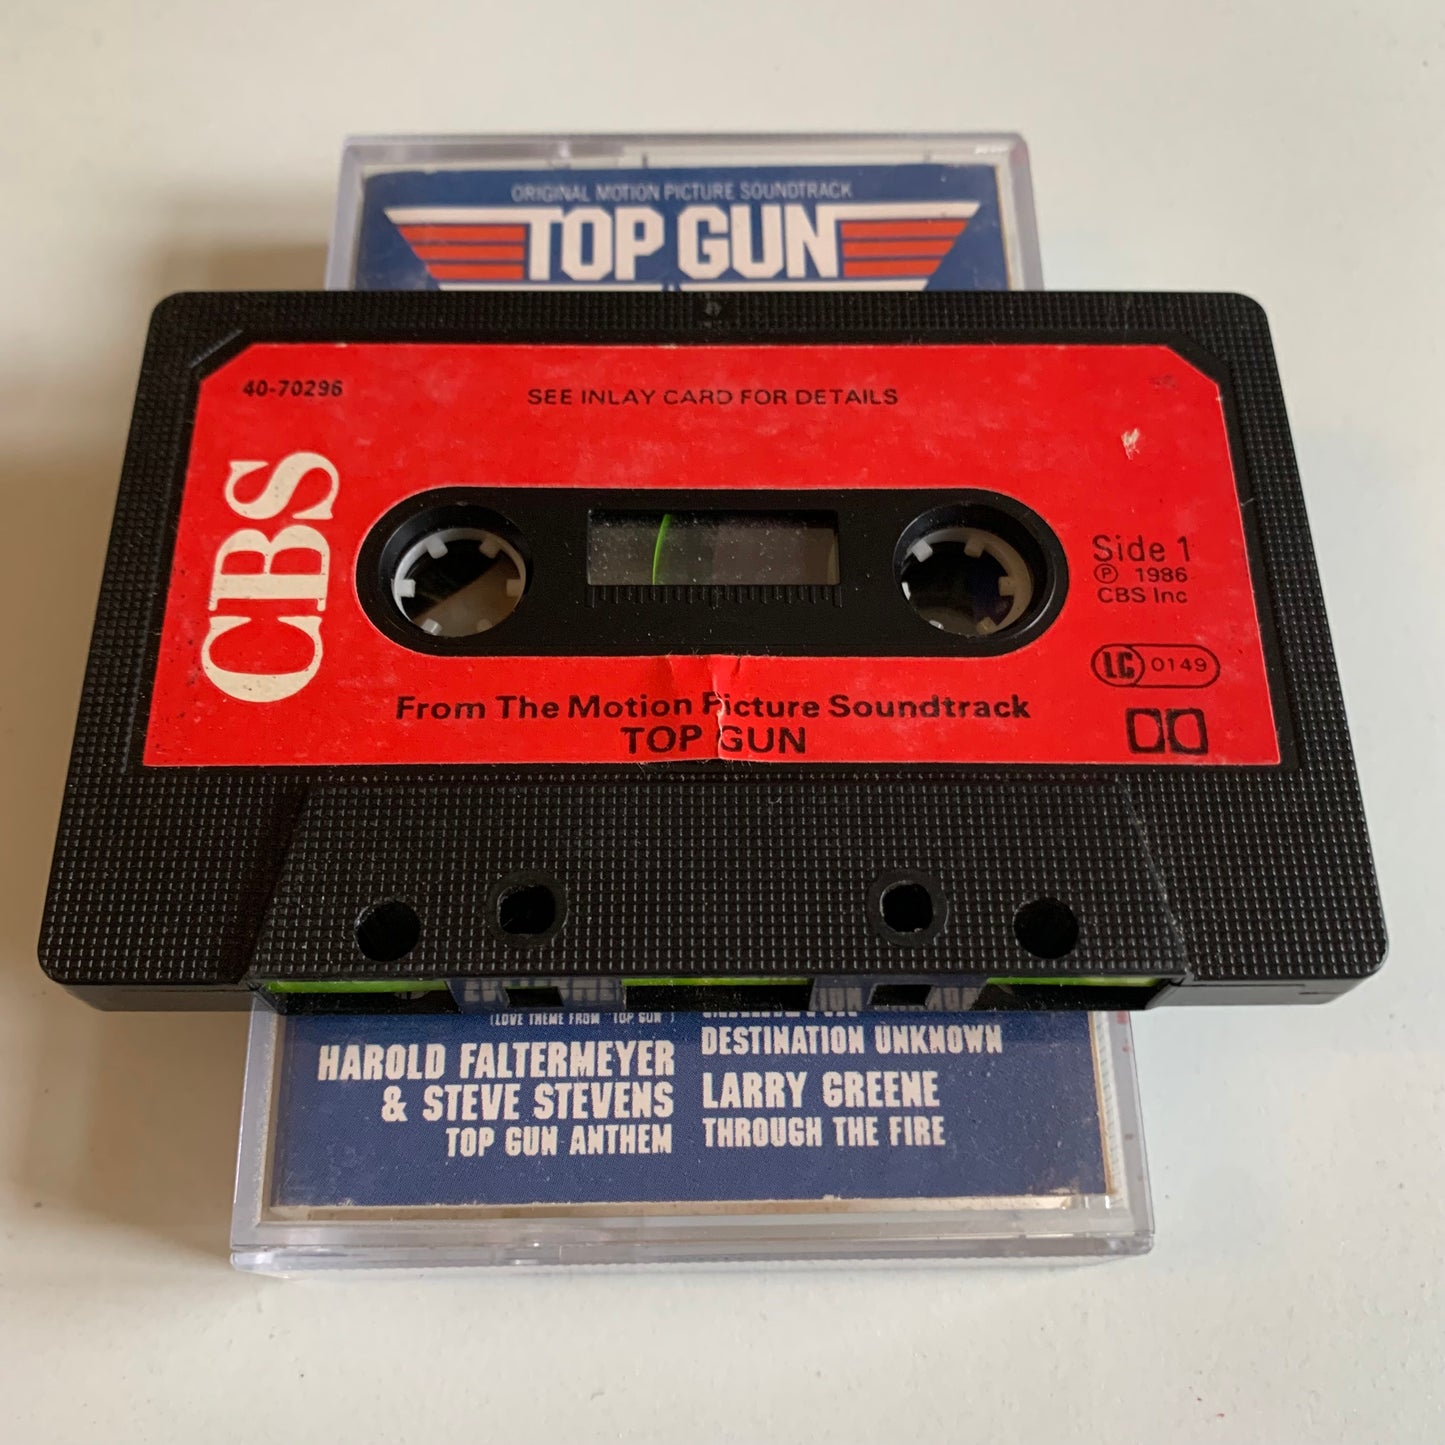 ORIGINAL MOTION PICTURE SOUNDTRACK
TOP GUN
40-70296
SEE INLAY CARD FOR DETAILS
CBS
Side 1
Ⓟ 1986
CBS Inc
LC 0149
From The Motion Picture Soundtrack
TOP GUN
(LOVE THEME FROM "TOP GUN")
HAROLD FALTERMEYER
& STEVE STEVENS
TOP GUN ANTHEM
DESTINATION UNKNOWN
LARRY GREENE
THROUGH THE FIRE